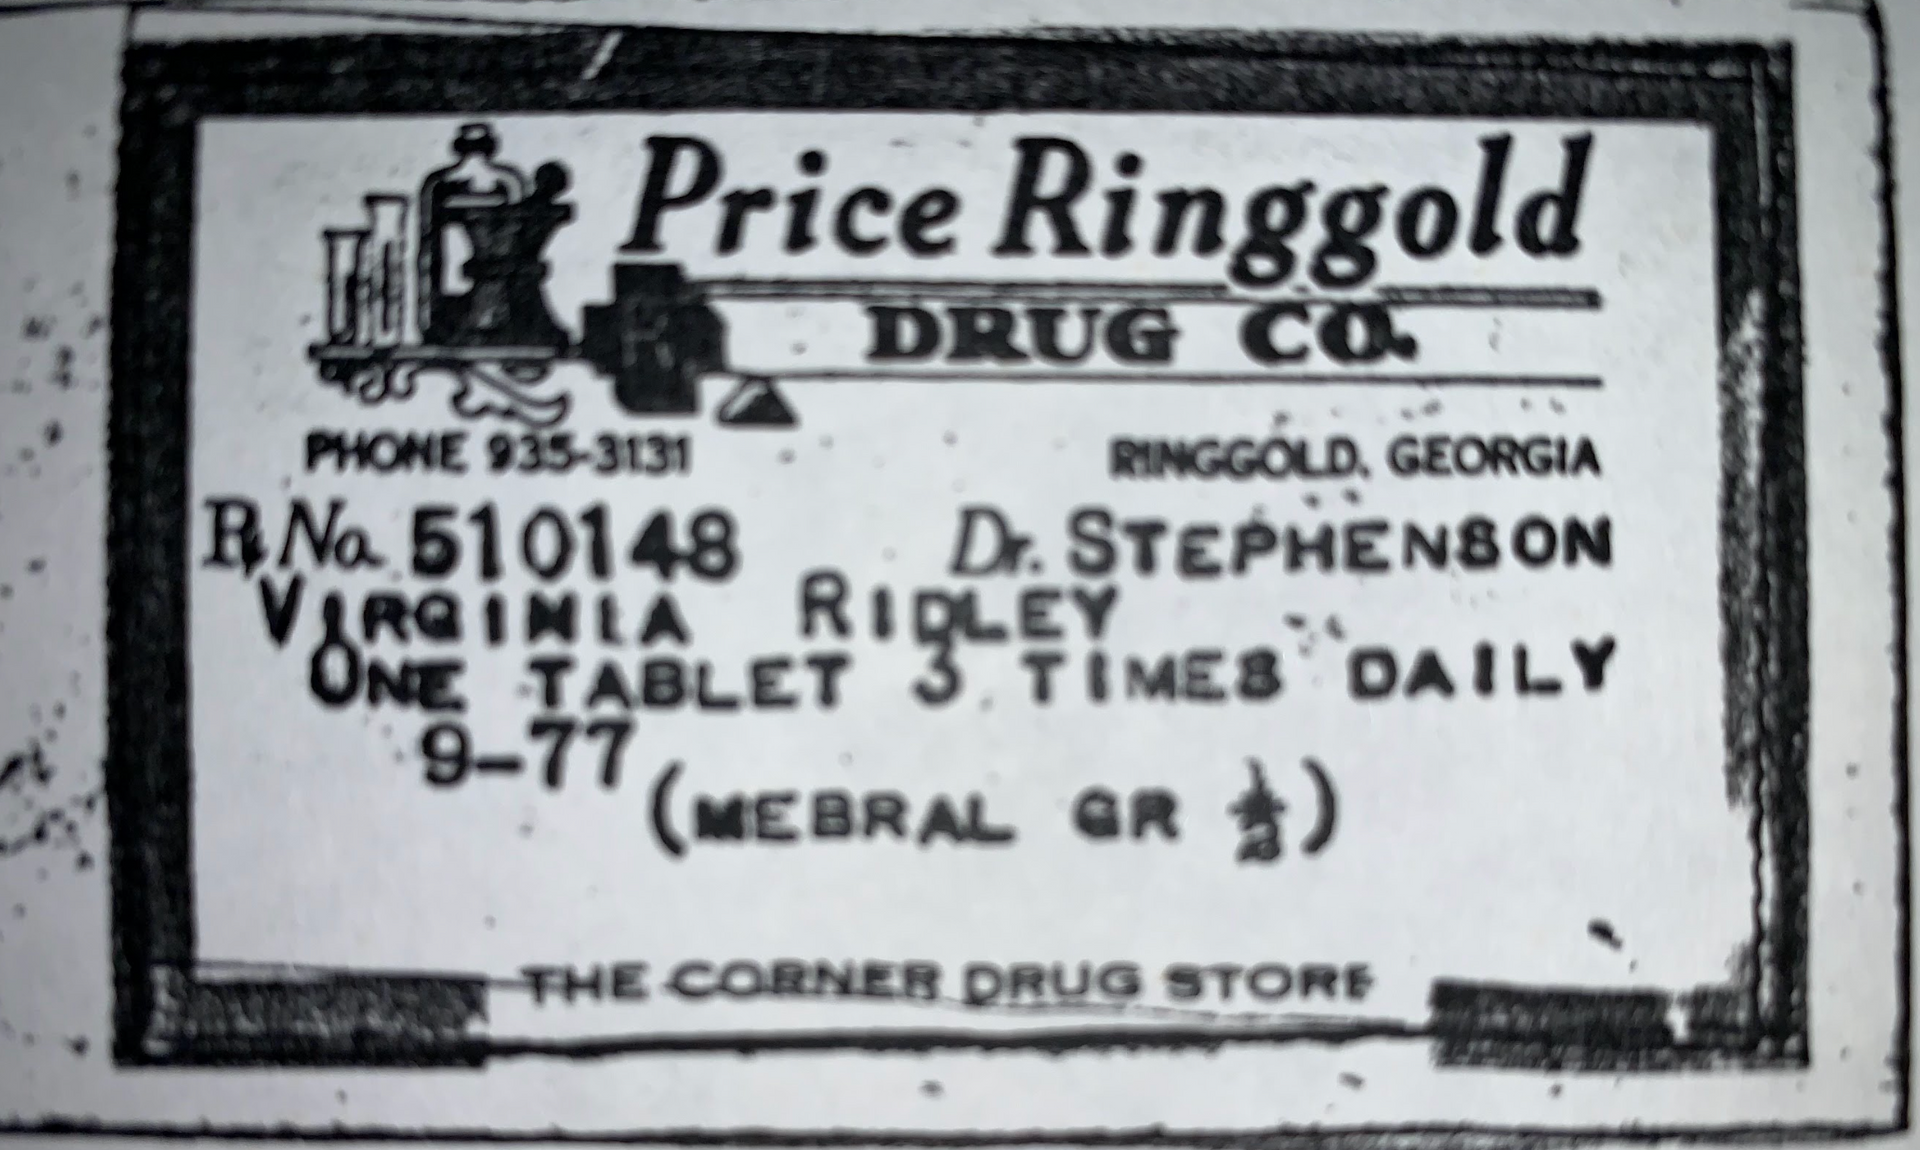 Price Ringgold
DRUG CO.
PHONE 935-3131 RINGGOLD, GEORGIA
℞ No. 510148 Dr. STEPHENSON
VIRGINIA RIDLEY
ONE TABLET 3 TIMES DAILY
9-77
(MEBRAL GR ½)
THE CORNER DRUG STORE